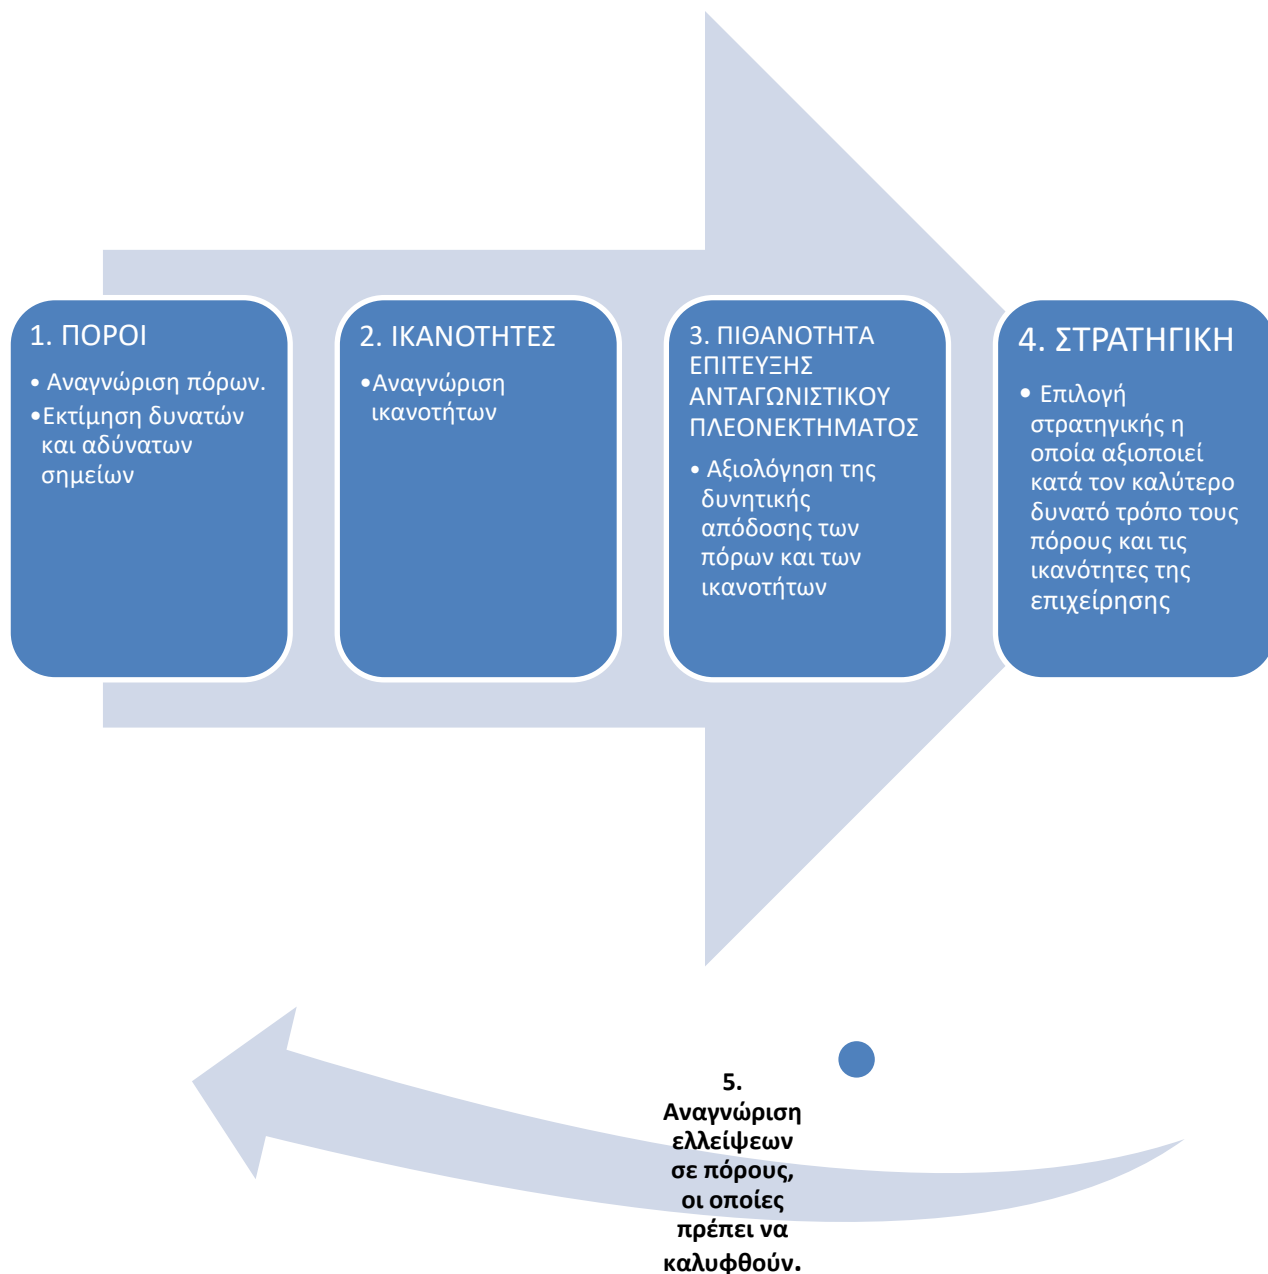 1. ΠΟΡΟΙ
• Αναγνώριση πόρων.
•Εκτίμηση δυνατών
και αδύνατων
σημείων
2. ΙΚΑΝΟΤΗΤΕΣ
•Αναγνώριση
ικανοτήτων
3. ΠΙΘΑΝΟΤΗΤΑ
ΕΠΙΤΕΥΞΗΣ
ΑΝΤΑΓΩΝΙΣΤΙΚΟΥ
ΠΛΕΟΝΕΚΤΗΜΑΤΟΣ
• Αξιολόγηση της
δυνητικής
απόδοσης των
πόρων και των
ικανοτήτων
4. ΣΤΡΑΤΗΓΙΚΗ
• Επιλογή
στρατηγικής η
οποία αξιοποιεί
κατά τον καλύτερο
δυνατό τρόπο τους
πόρους και τις
ικανότητες της
επιχείρησης
5.
Αναγνώριση
ελλείψεων
σε πόρους,
οι οποίες
πρέπει να
καλυφθούν.